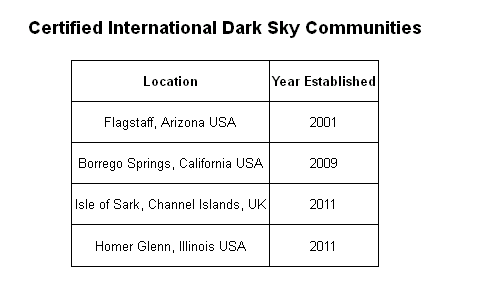 Certified International Dark Sky Communities
Location Year Established
Flagstaff, Arizona USA 2001
Borrego Springs, California USA 2009
Isle of Sark, Channel Islands, UK 2011
Homer Glenn, Illinois USA 2011